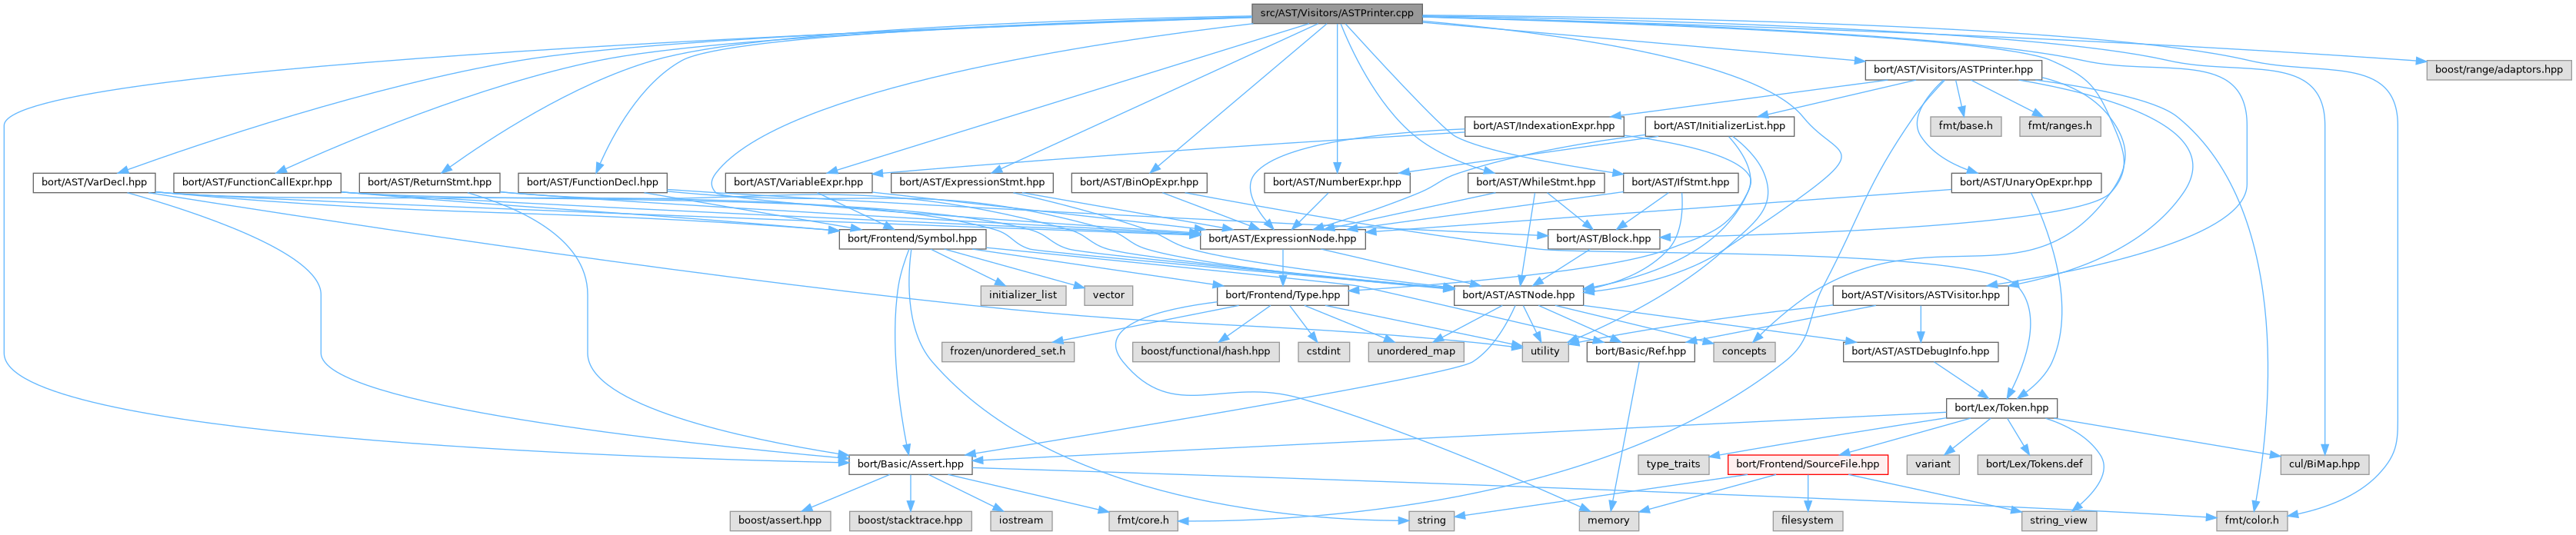 src/AST/Visitors/ASTPrinter.cpp
bort/AST/Visitors/ASTPrinter.hpp
boost/range/adaptors.hpp
bort/AST/IndexationExpr.hpp
bort/AST/InitializerList.hpp
fmt/base.h
fmt/ranges.h
bort/AST/VarDecl.hpp
bort/AST/FunctionCallExpr.hpp
bort/AST/ReturnStmt.hpp
bort/AST/FunctionDecl.hpp
bort/AST/VariableExpr.hpp
bort/AST/ExpressionStmt.hpp
bort/AST/BinOpExpr.hpp
bort/AST/NumberExpr.hpp
bort/AST/WhileStmt.hpp
bort/AST/IfStmt.hpp
bort/AST/UnaryOpExpr.hpp
bort/Frontend/Symbol.hpp
bort/AST/ExpressionNode.hpp
bort/AST/Block.hpp
initializer_list
vector
bort/Frontend/Type.hpp
bort/AST/ASTNode.hpp
bort/AST/Visitors/ASTVisitor.hpp
frozen/unordered_set.h
boost/functional/hash.hpp
cstdint
unordered_map
utility
bort/Basic/Ref.hpp
concepts
bort/AST/ASTDebugInfo.hpp
bort/Lex/Token.hpp
bort/Basic/Assert.hpp
type_traits
bort/Frontend/SourceFile.hpp
variant
bort/Lex/Tokens.def
cul/BiMap.hpp
boost/assert.hpp
boost/stacktrace.hpp
iostream
fmt/core.h
string
memory
filesystem
string_view
fmt/color.h